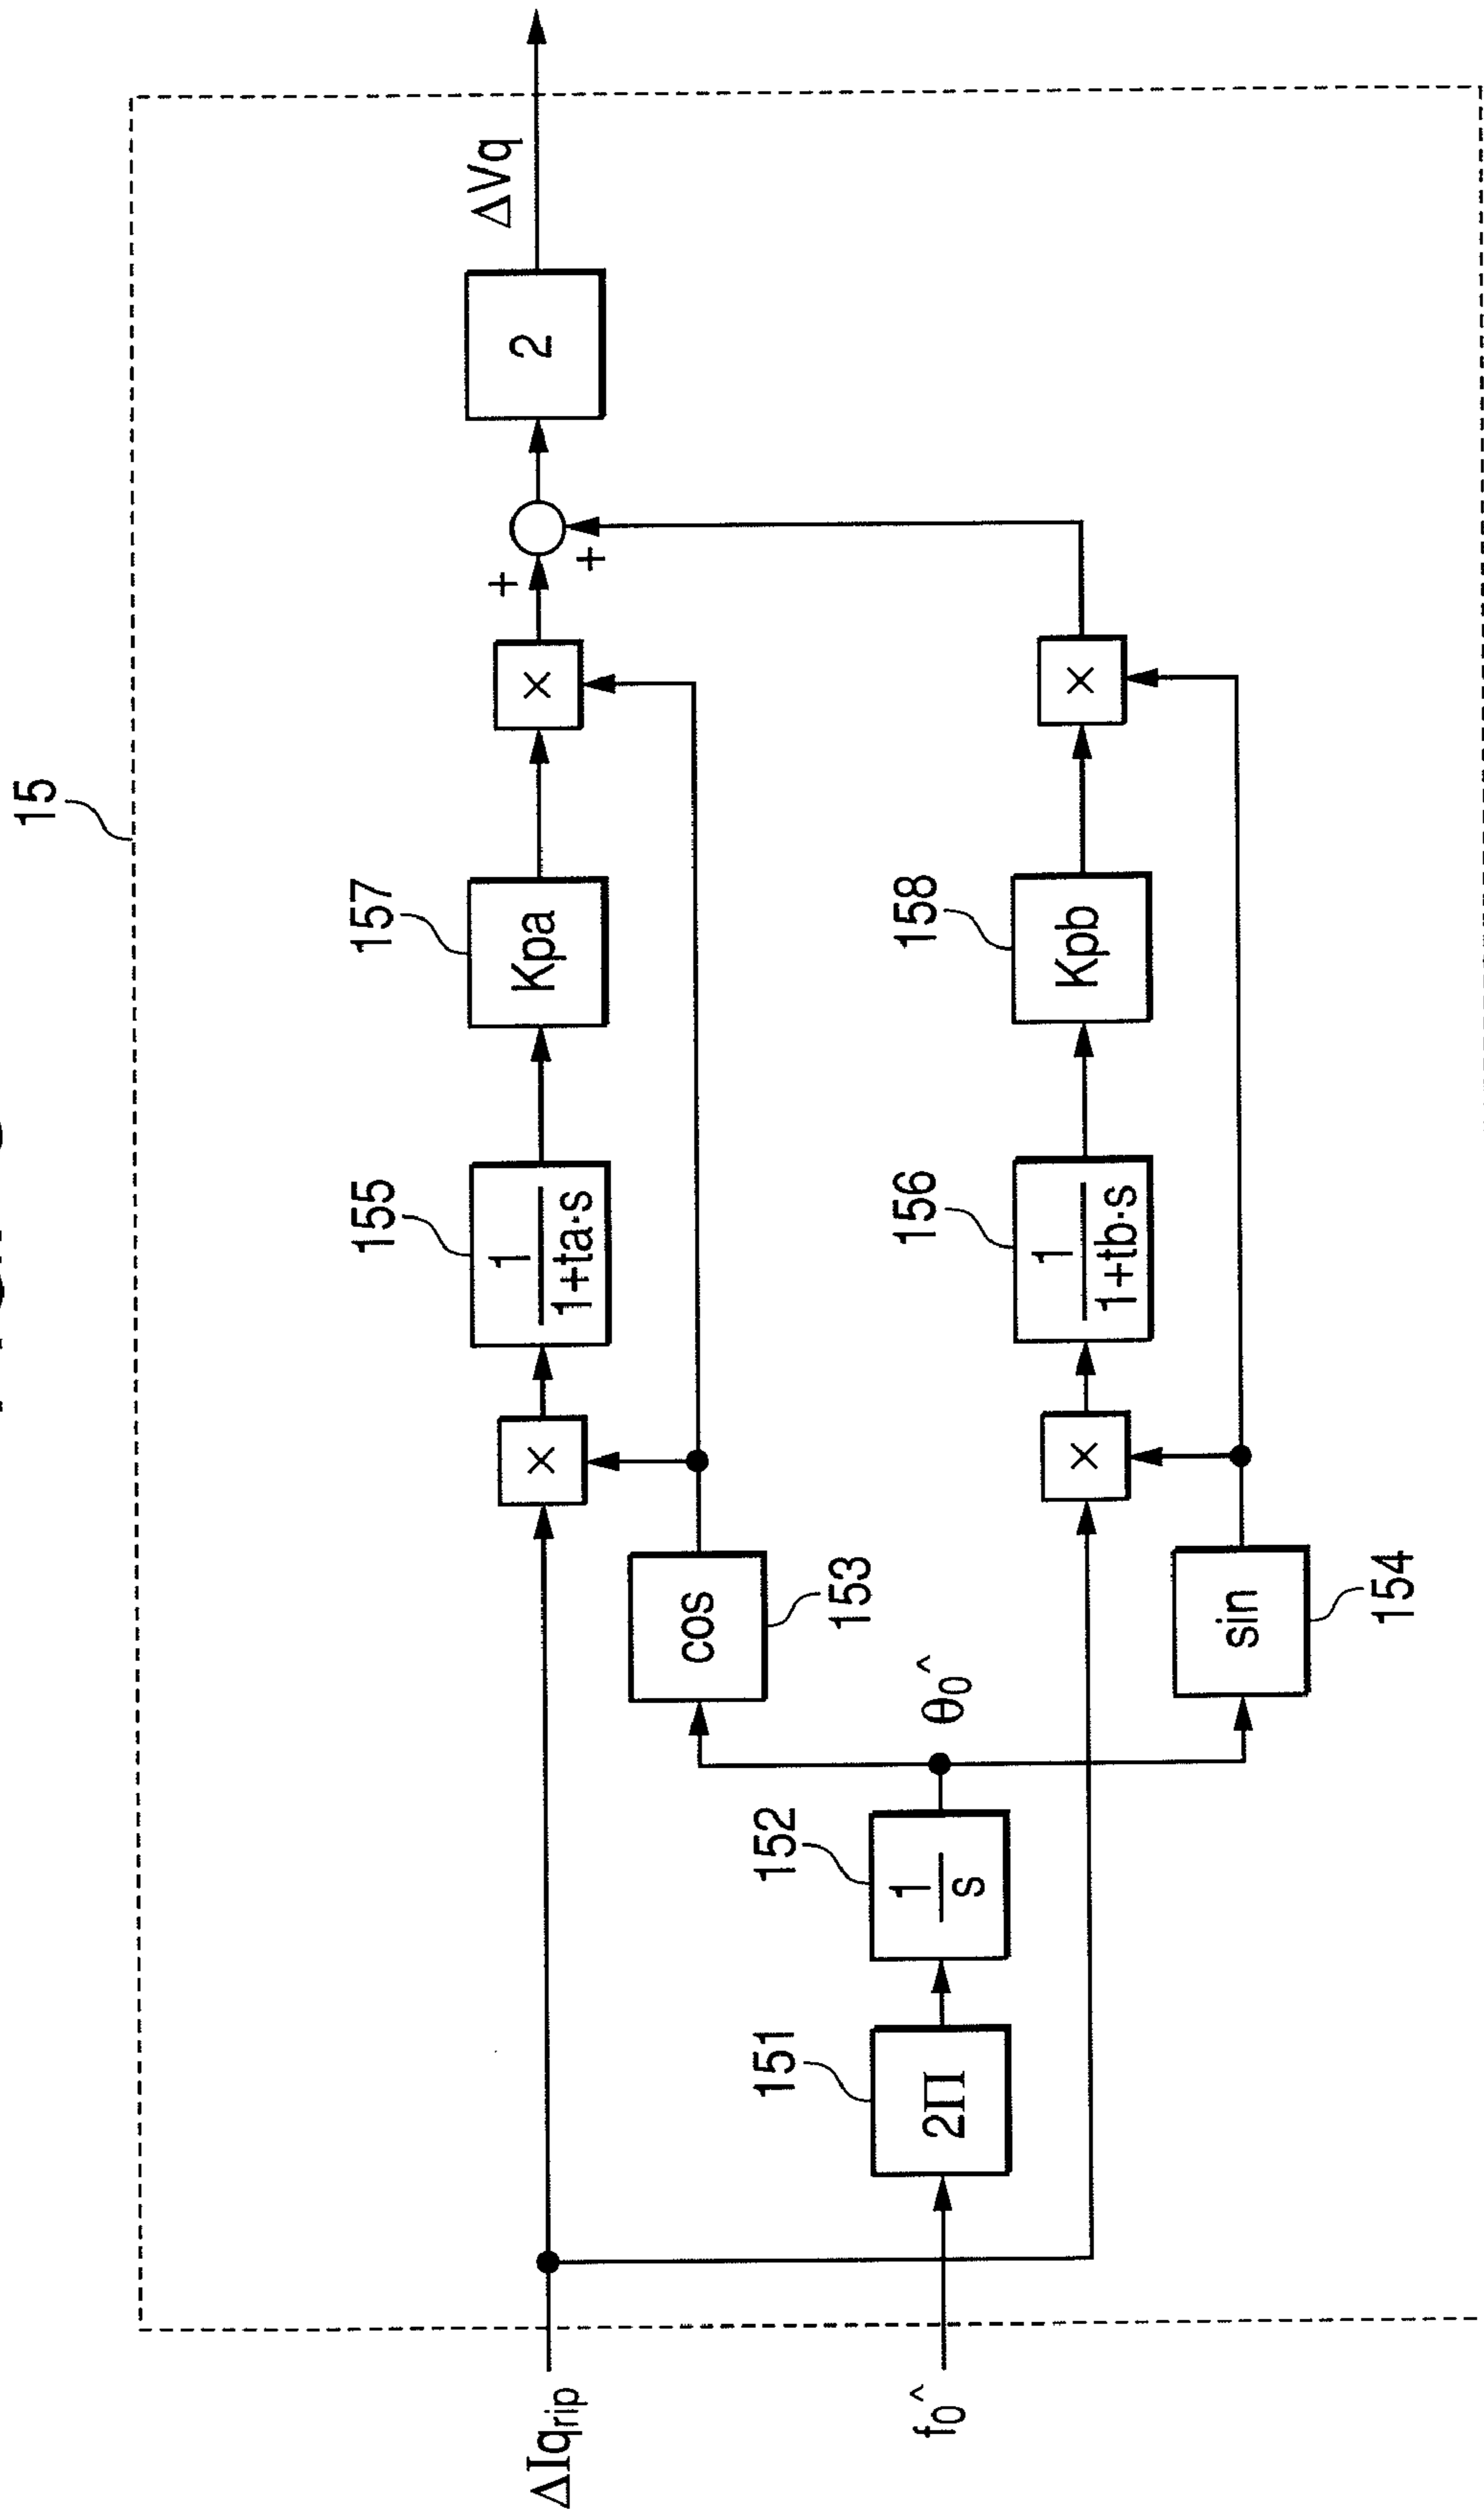 15
ΔIqrip
f0^
151
2Π
152
1
s
θ0^
cos
153
sin
154
×
×
155
1
1+ta·s
156
1
1+tb·s
157
Kpa
158
Kpb
×
×
+
+
2
ΔVq